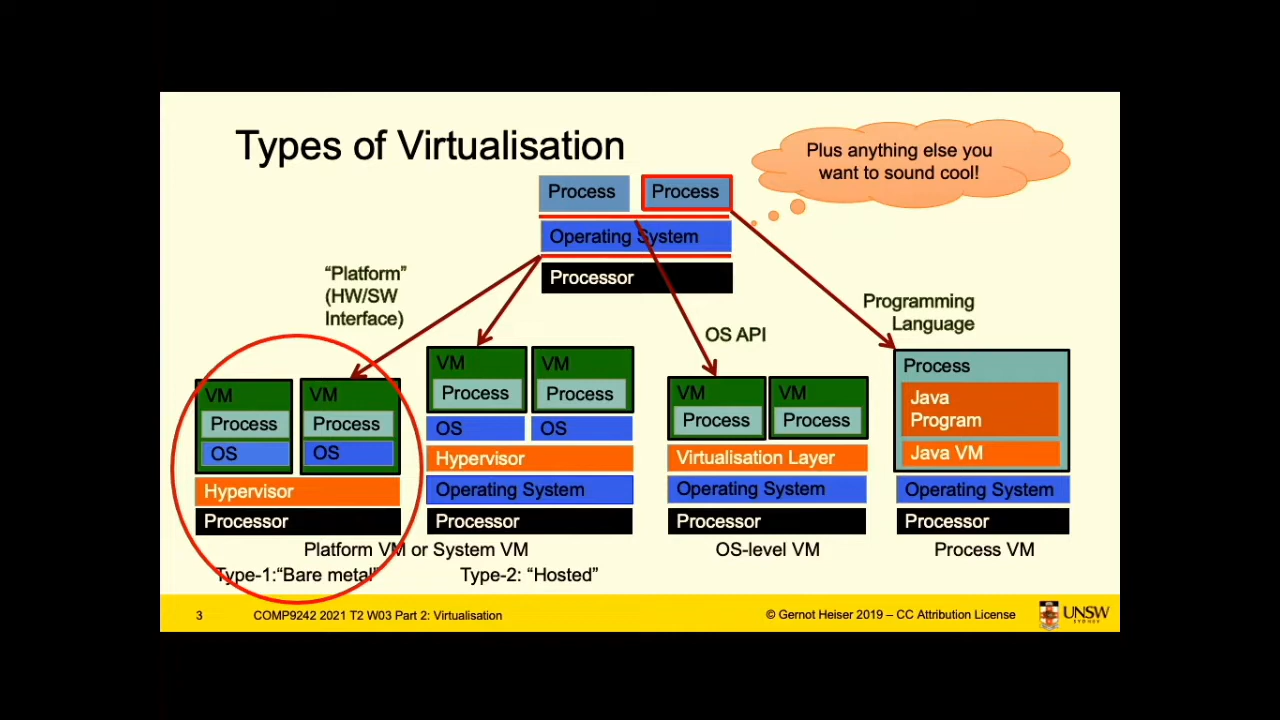 Types of Virtualisation
Plus anything else you
want to sound cool!
Process
Process
Operating System
Processor
“Platform”
(HW/SW
Interface)
OS API
Programming
Language
VM
Process
OS
VM
Process
OS
Hypervisor
Processor
VM
Process
OS
VM
Process
OS
Hypervisor
Operating System
Processor
VM
Process
VM
Process
Virtualisation Layer
Operating System
Processor
Process
Java
Program
Java VM
Operating System
Processor
Platform VM or System VM
OS-level VM
Process VM
Type-1:“Bare metal”
Type-2: “Hosted”
3
COMP9242 2021 T2 W03 Part 2: Virtualisation
© Gernot Heiser 2019 – CC Attribution License
UNSW
SYDNEY